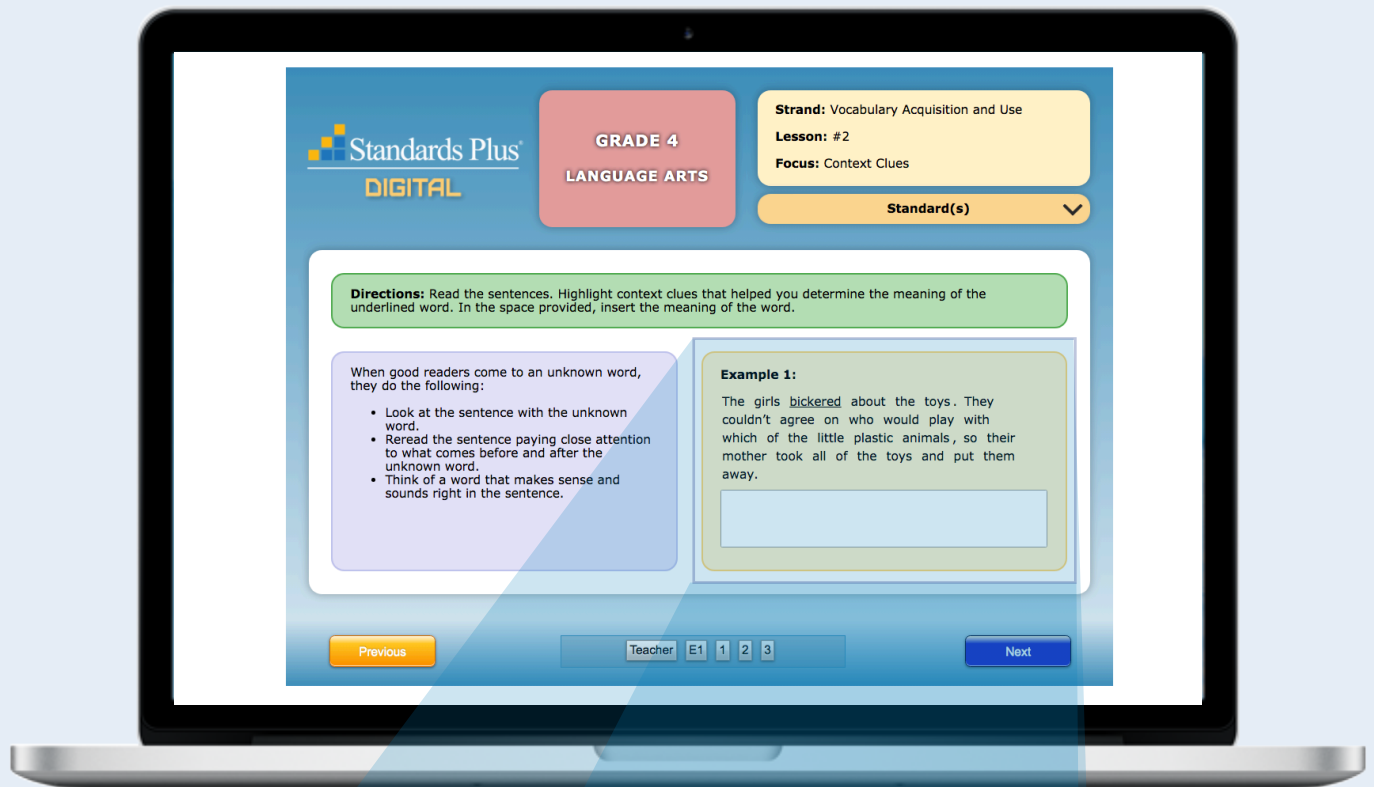 Standards Plus®
DIGITAL
GRADE 4
LANGUAGE ARTS
Strand: Vocabulary Acquisition and Use
Lesson: #2
Focus: Context Clues
Standard(s)
Directions: Read the sentences. Highlight context clues that helped you determine the meaning of the
underlined word. In the space provided, insert the meaning of the word.
When good readers come to an unknown word,
they do the following:
• Look at the sentence with the unknown
word.
• Reread the sentence paying close attention
to what comes before and after the
unknown word.
• Think of a word that makes sense and
sounds right in the sentence.
Example 1:
The girls bickered about the toys. They
couldn't agree on who would play with
which of the little plastic animals, so their
mother took all of the toys and put them
away.
Previous
Teacher E1 1 2 3
Next